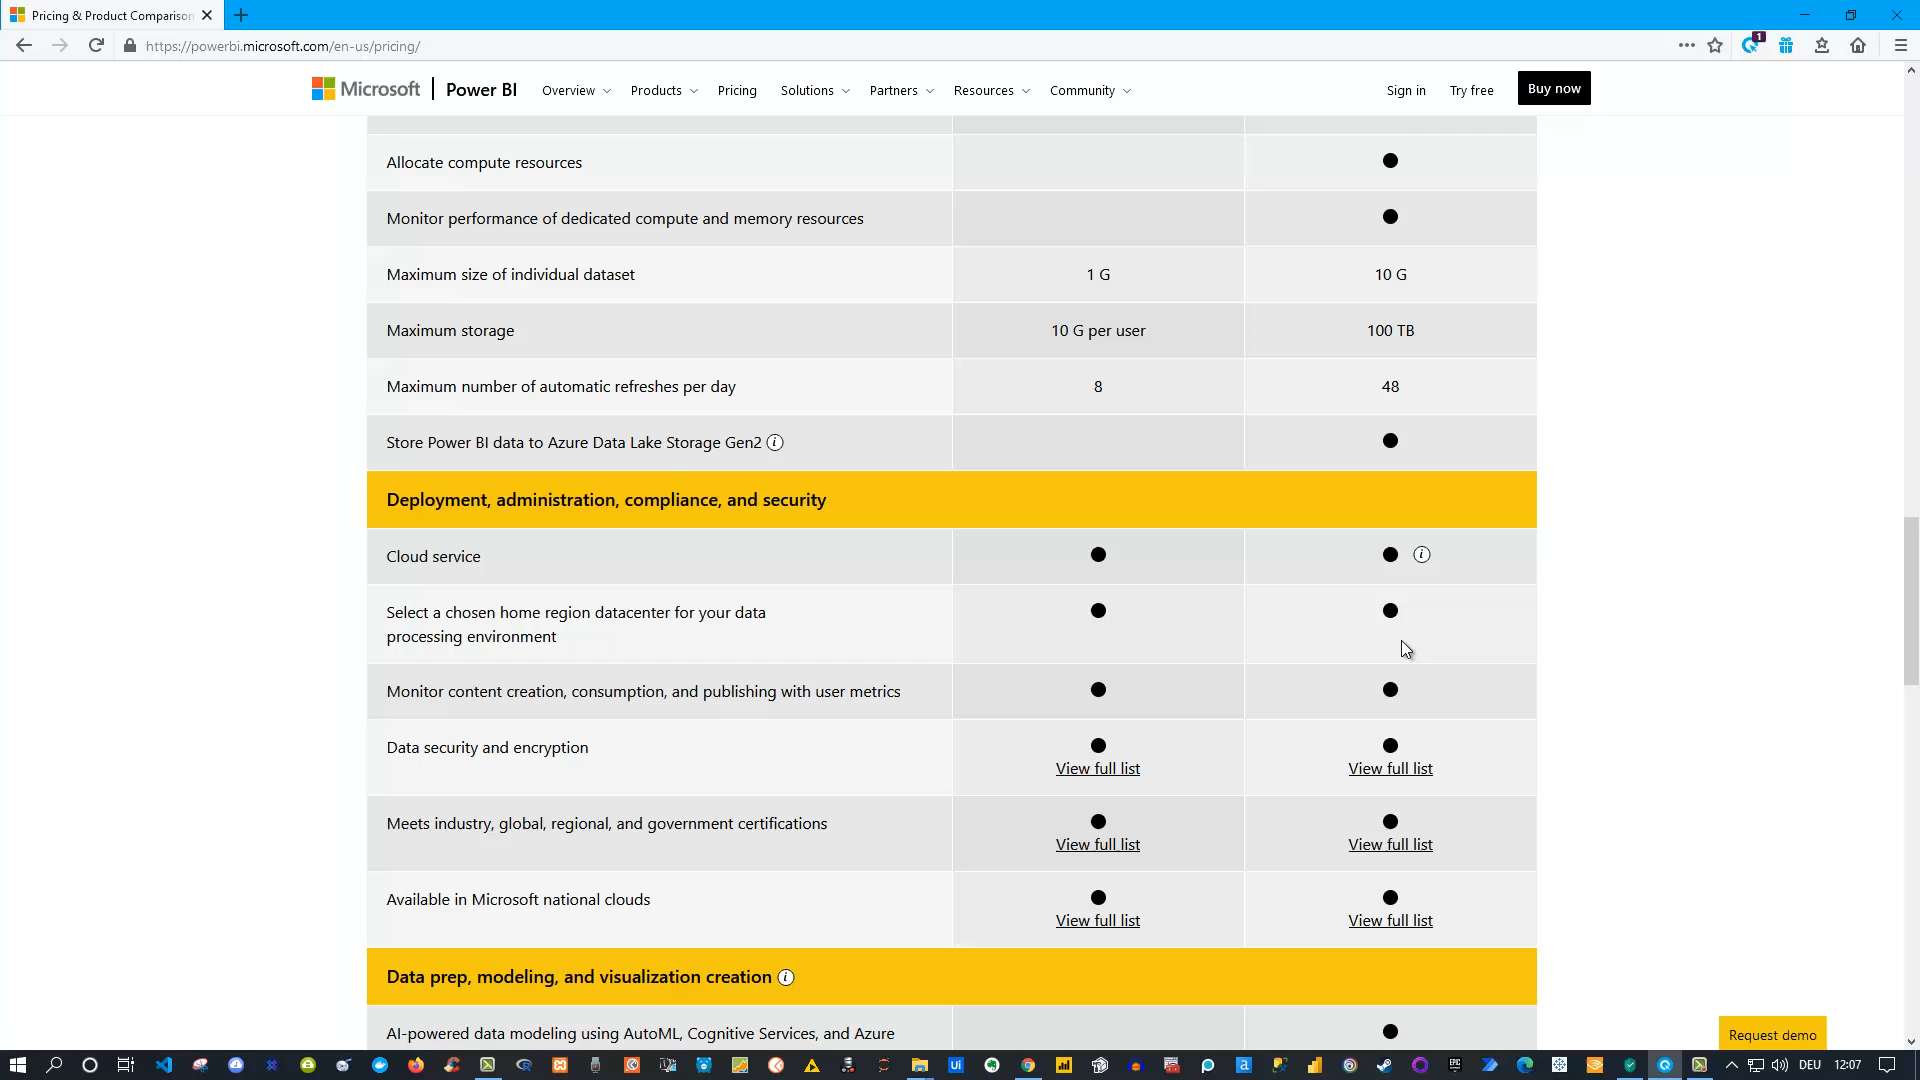 Pricing & Product Comparison
https://powerbi.microsoft.com/en-us/pricing/
1
Microsoft Power BI Overview Products Pricing Solutions Partners Resources Community Sign in Try free Buy now
Allocate compute resources
Monitor performance of dedicated compute and memory resources
Maximum size of individual dataset 1 G 10 G
Maximum storage 10 G per user 100 TB
Maximum number of automatic refreshes per day 8 48
Store Power BI data to Azure Data Lake Storage Gen2 i
Deployment, administration, compliance, and security
Cloud service i
Select a chosen home region datacenter for your data
processing environment
Monitor content creation, consumption, and publishing with user metrics
Data security and encryption
View full list View full list
Meets industry, global, regional, and government certifications
View full list View full list
Available in Microsoft national clouds
View full list View full list
Data prep, modeling, and visualization creation i
AI-powered data modeling using AutoML, Cognitive Services, and Azure
Request demo
DEU 12:07